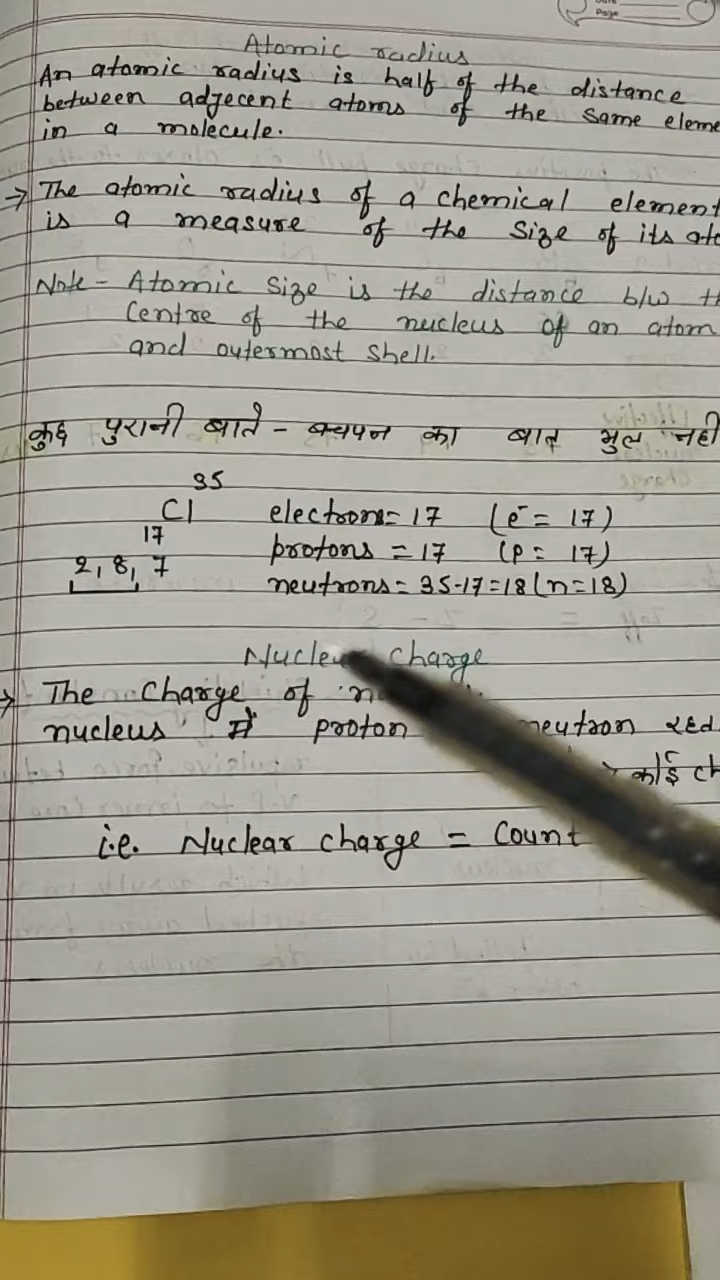 Page
Atomic radius
An atomic radius is half of the distance
between adjecent atoms of the same eleme
in a molecule.
→ The atomic radius of a chemical element
is a measure of the size of its ato
Note - Atomic size is the distance b/w th
Centre of the nucleus of an atom
and outermost shell.
कुछ पुरानी बाते - बचपन का बात भुल नही
35
Cl electrons = 17 (e⁻ = 17)
17
protons = 17 (P = 17)
2, 8, 7
neutrons = 35-17 = 18 (n = 18)
Nuclear charge
→ The charge of
nucleus में proton neutron रह
कोई ch
i.e. Nuclear charge = Count